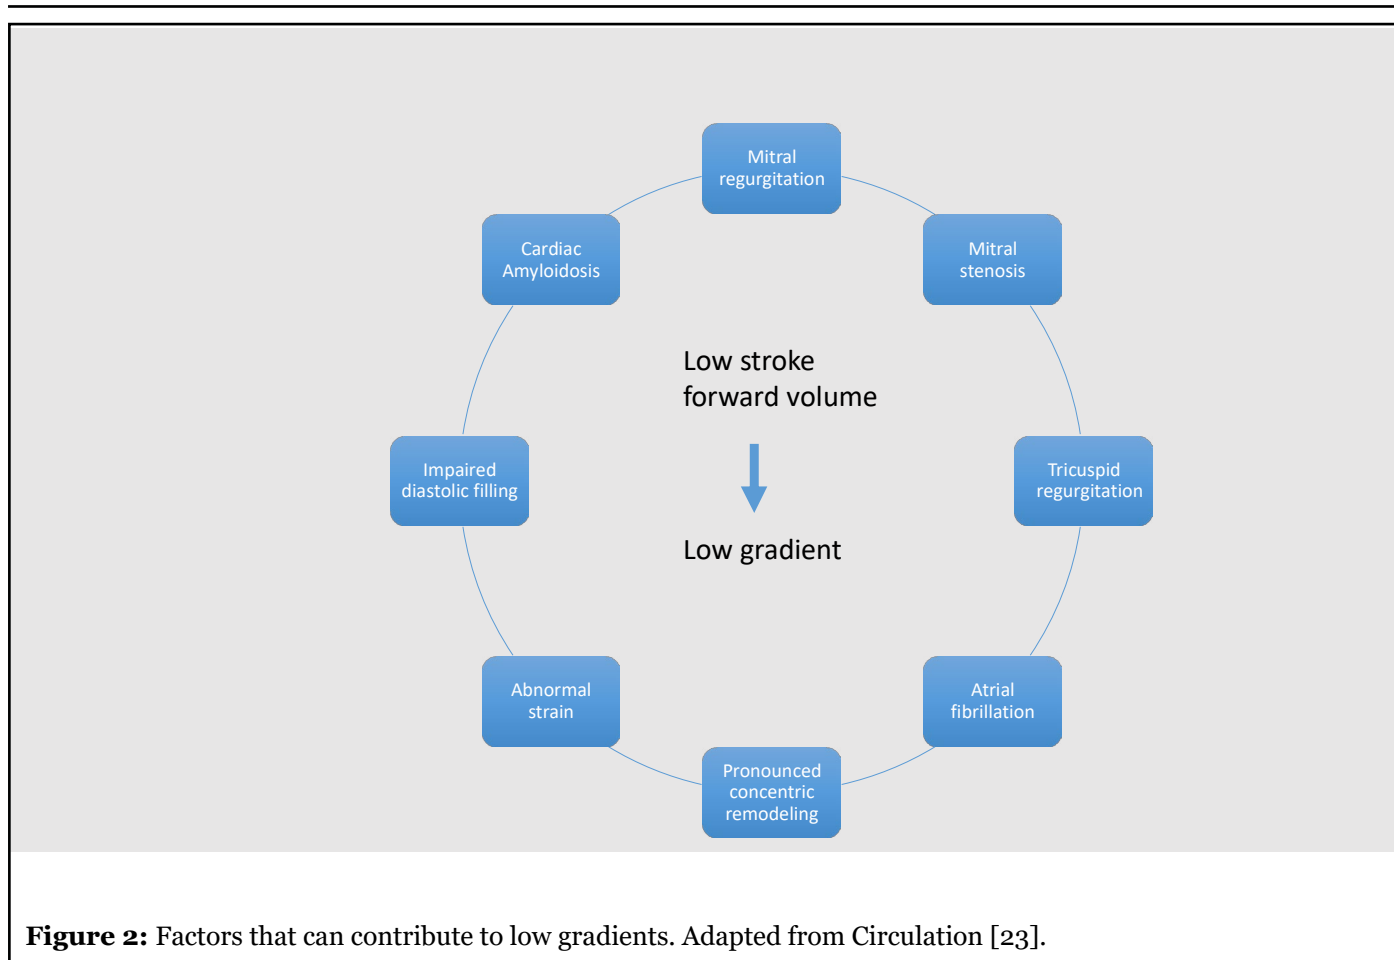 Mitral
regurgitation
Mitral
stenosis
Tricuspid
regurgitation
Atrial
fibrillation
Pronounced
concentric
remodeling
Abnormal
strain
Impaired
diastolic filling
Cardiac
Amyloidosis
Low stroke
forward volume
Low gradient
Figure 2: Factors that can contribute to low gradients. Adapted from Circulation [23].